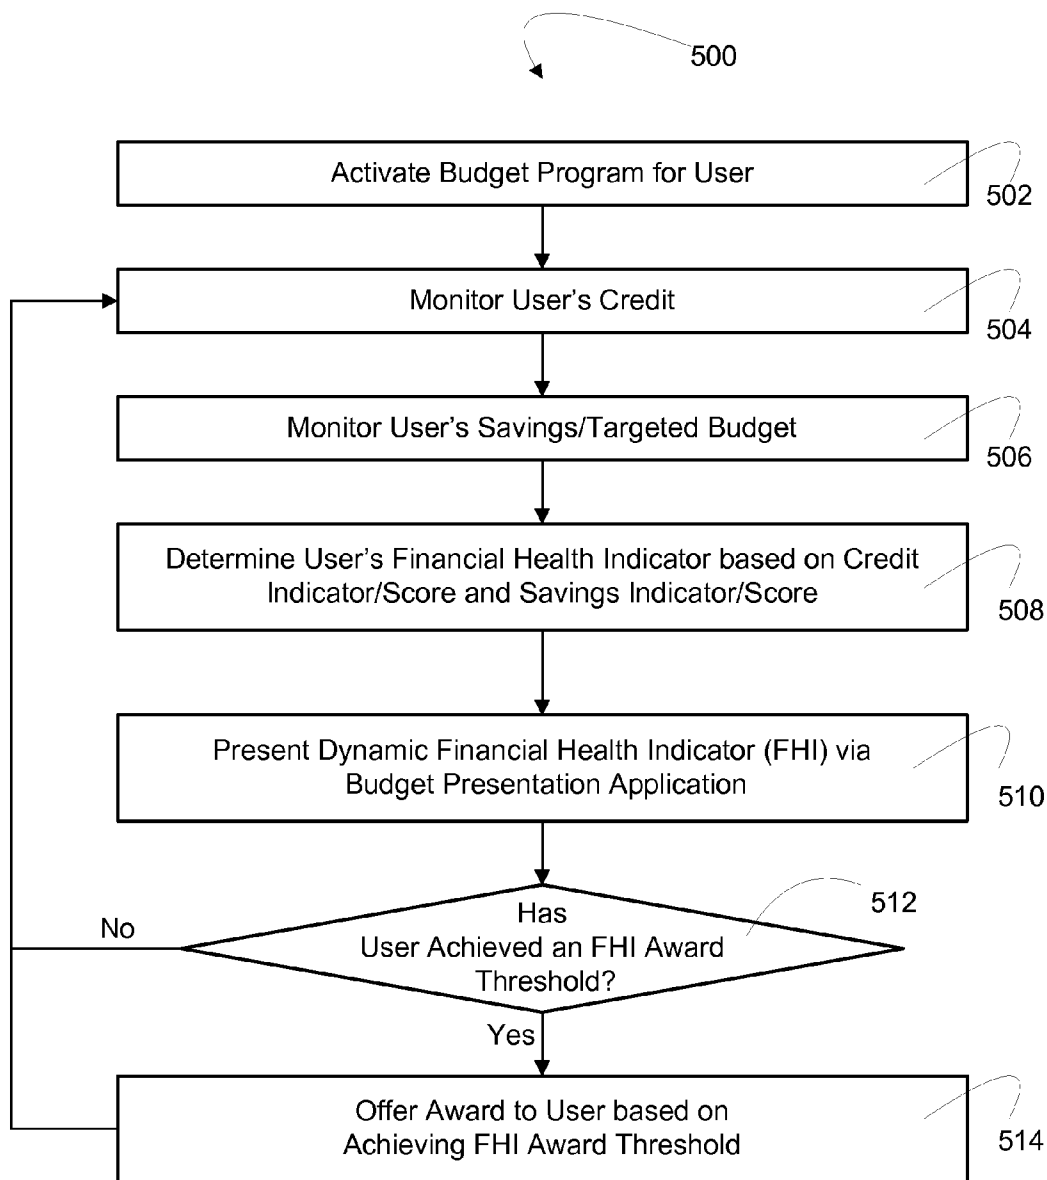 500
Activate Budget Program for User
502
Monitor User's Credit
504
Monitor User's Savings/Targeted Budget
506
Determine User's Financial Health Indicator based on Credit
Indicator/Score and Savings Indicator/Score
508
Present Dynamic Financial Health Indicator (FHI) via
Budget Presentation Application
510
Has
User Achieved an FHI Award
Threshold?
512
No
Yes
Offer Award to User based on
Achieving FHI Award Threshold
514